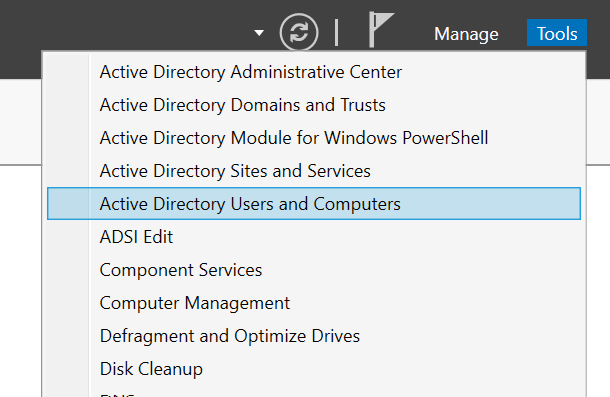 Manage Tools
Active Directory Administrative Center
Active Directory Domains and Trusts
Active Directory Module for Windows PowerShell
Active Directory Sites and Services
Active Directory Users and Computers
ADSI Edit
Component Services
Computer Management
Defragment and Optimize Drives
Disk Cleanup